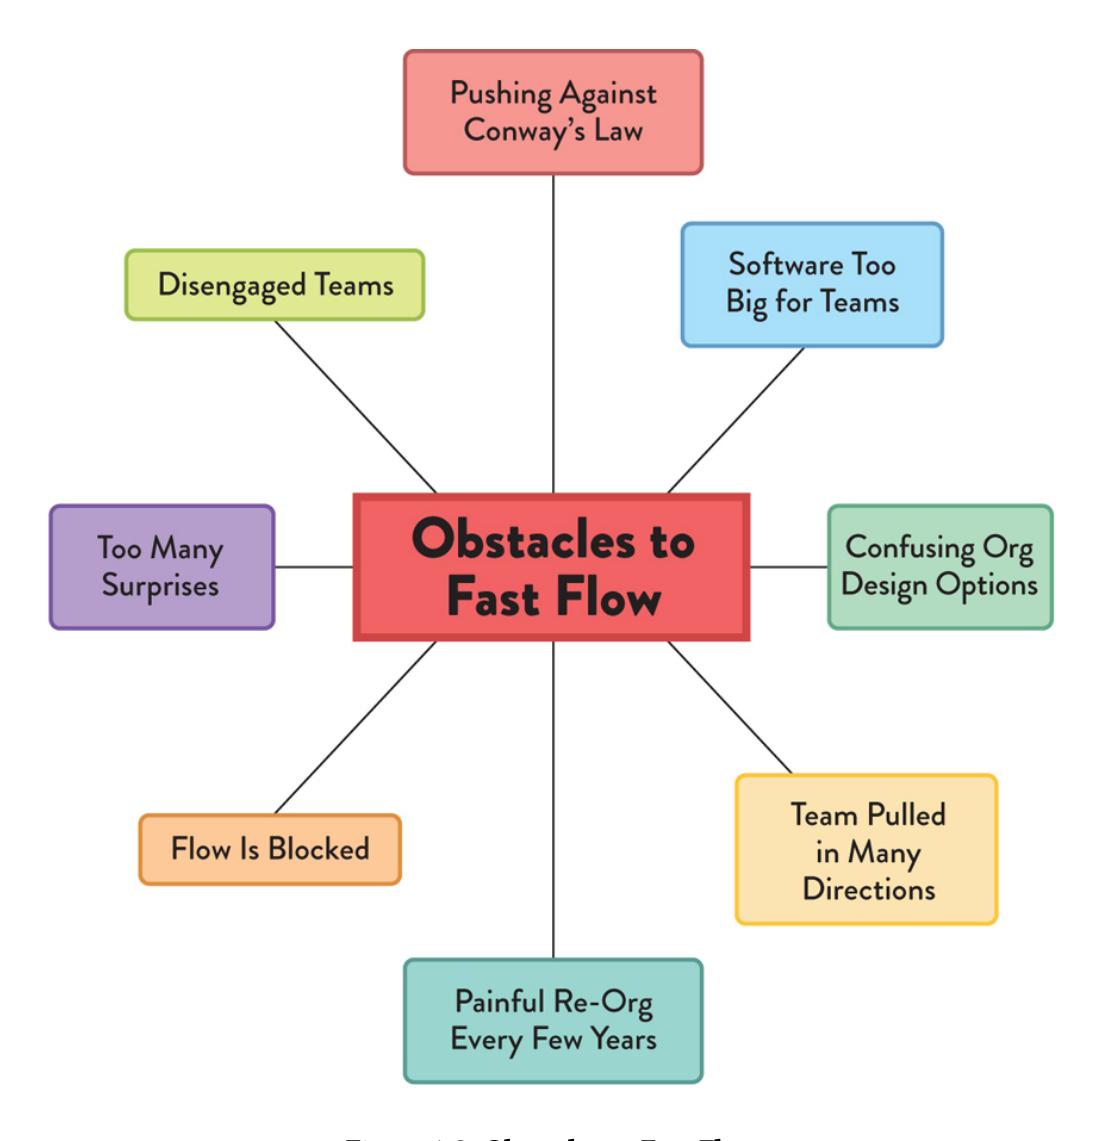 Pushing Against
Conway's Law
Software Too
Big for Teams
Disengaged Teams
Obstacles to
Fast Flow
Too Many
Surprises
Confusing Org
Design Options
Team Pulled
in Many
Directions
Flow Is Blocked
Painful Re-Org
Every Few Years